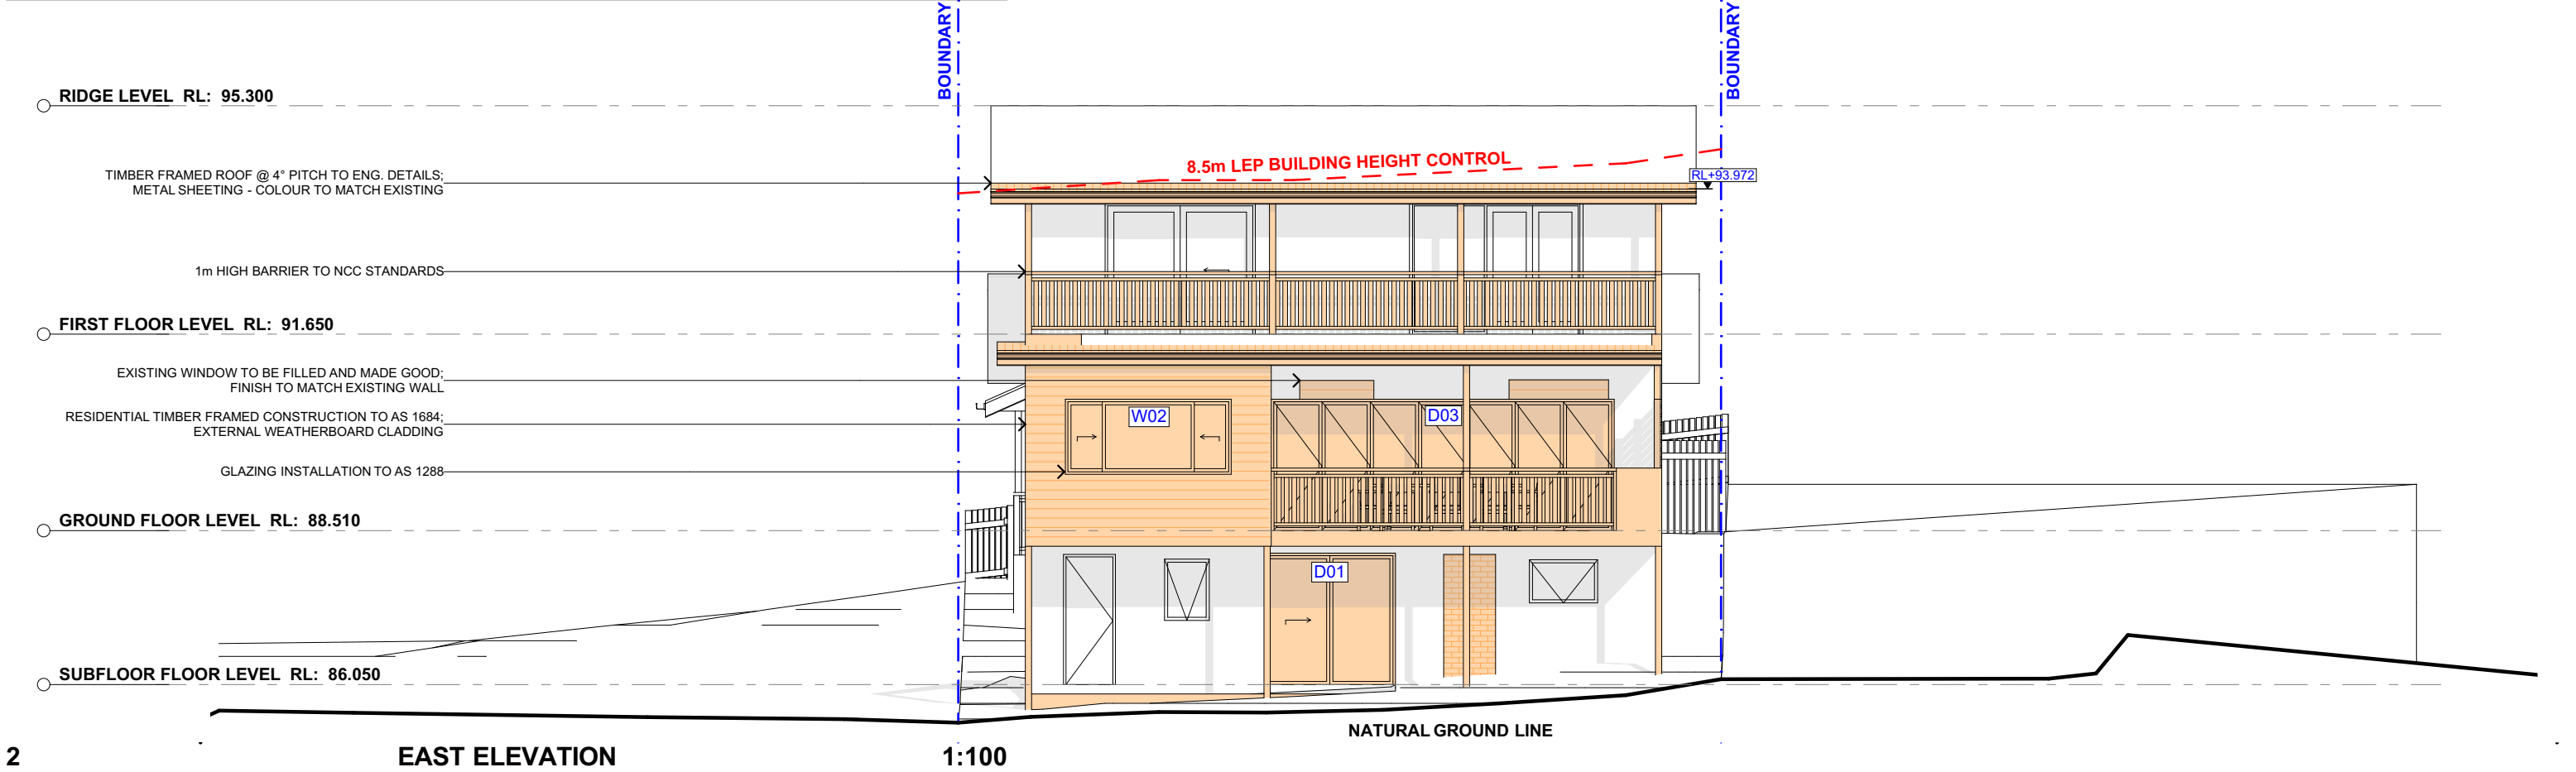 BOUNDARY
BOUNDARY
RIDGE LEVEL RL: 95.300
8.5m LEP BUILDING HEIGHT CONTROL
RL+93.972
TIMBER FRAMED ROOF @ 4° PITCH TO ENG. DETAILS;
METAL SHEETING - COLOUR TO MATCH EXISTING
1m HIGH BARRIER TO NCC STANDARDS
FIRST FLOOR LEVEL RL: 91.650
EXISTING WINDOW TO BE FILLED AND MADE GOOD;
FINISH TO MATCH EXISTING WALL
RESIDENTIAL TIMBER FRAMED CONSTRUCTION TO AS 1684;
EXTERNAL WEATHERBOARD CLADDING
W02
D03
GLAZING INSTALLATION TO AS 1288
GROUND FLOOR LEVEL RL: 88.510
D01
SUBFLOOR FLOOR LEVEL RL: 86.050
NATURAL GROUND LINE
2 EAST ELEVATION 1:100